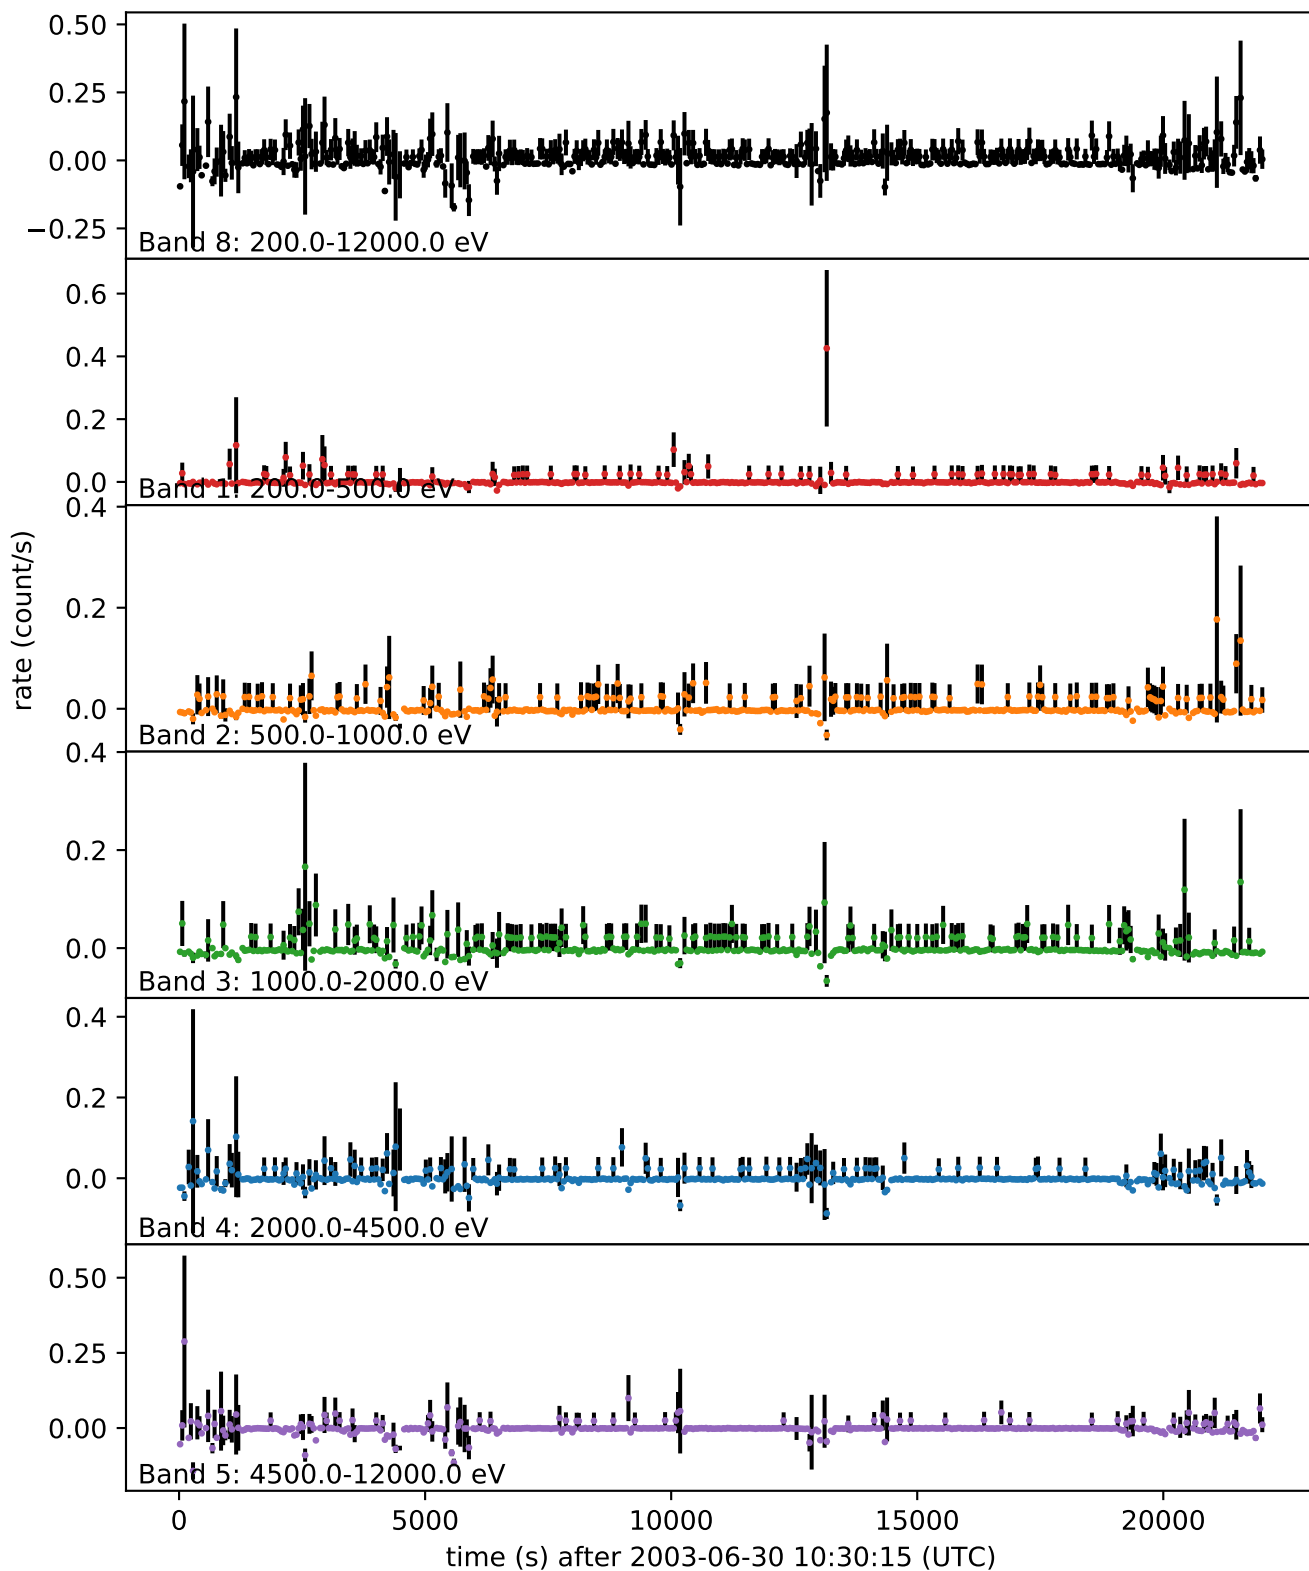 0.50
0.25
0.00
−0.25
Band 8: 200.0-12000.0 eV
0.6
0.4
0.2
0.0
Band 1: 200.0-500.0 eV
0.4
0.2
0.0
Band 2: 500.0-1000.0 eV
0.4
0.2
0.0
Band 3: 1000.0-2000.0 eV
0.4
0.2
0.0
Band 4: 2000.0-4500.0 eV
0.50
0.25
0.00
Band 5: 4500.0-12000.0 eV
rate (count/s)
0 5000 10000 15000 20000
time (s) after 2003-06-30 10:30:15 (UTC)